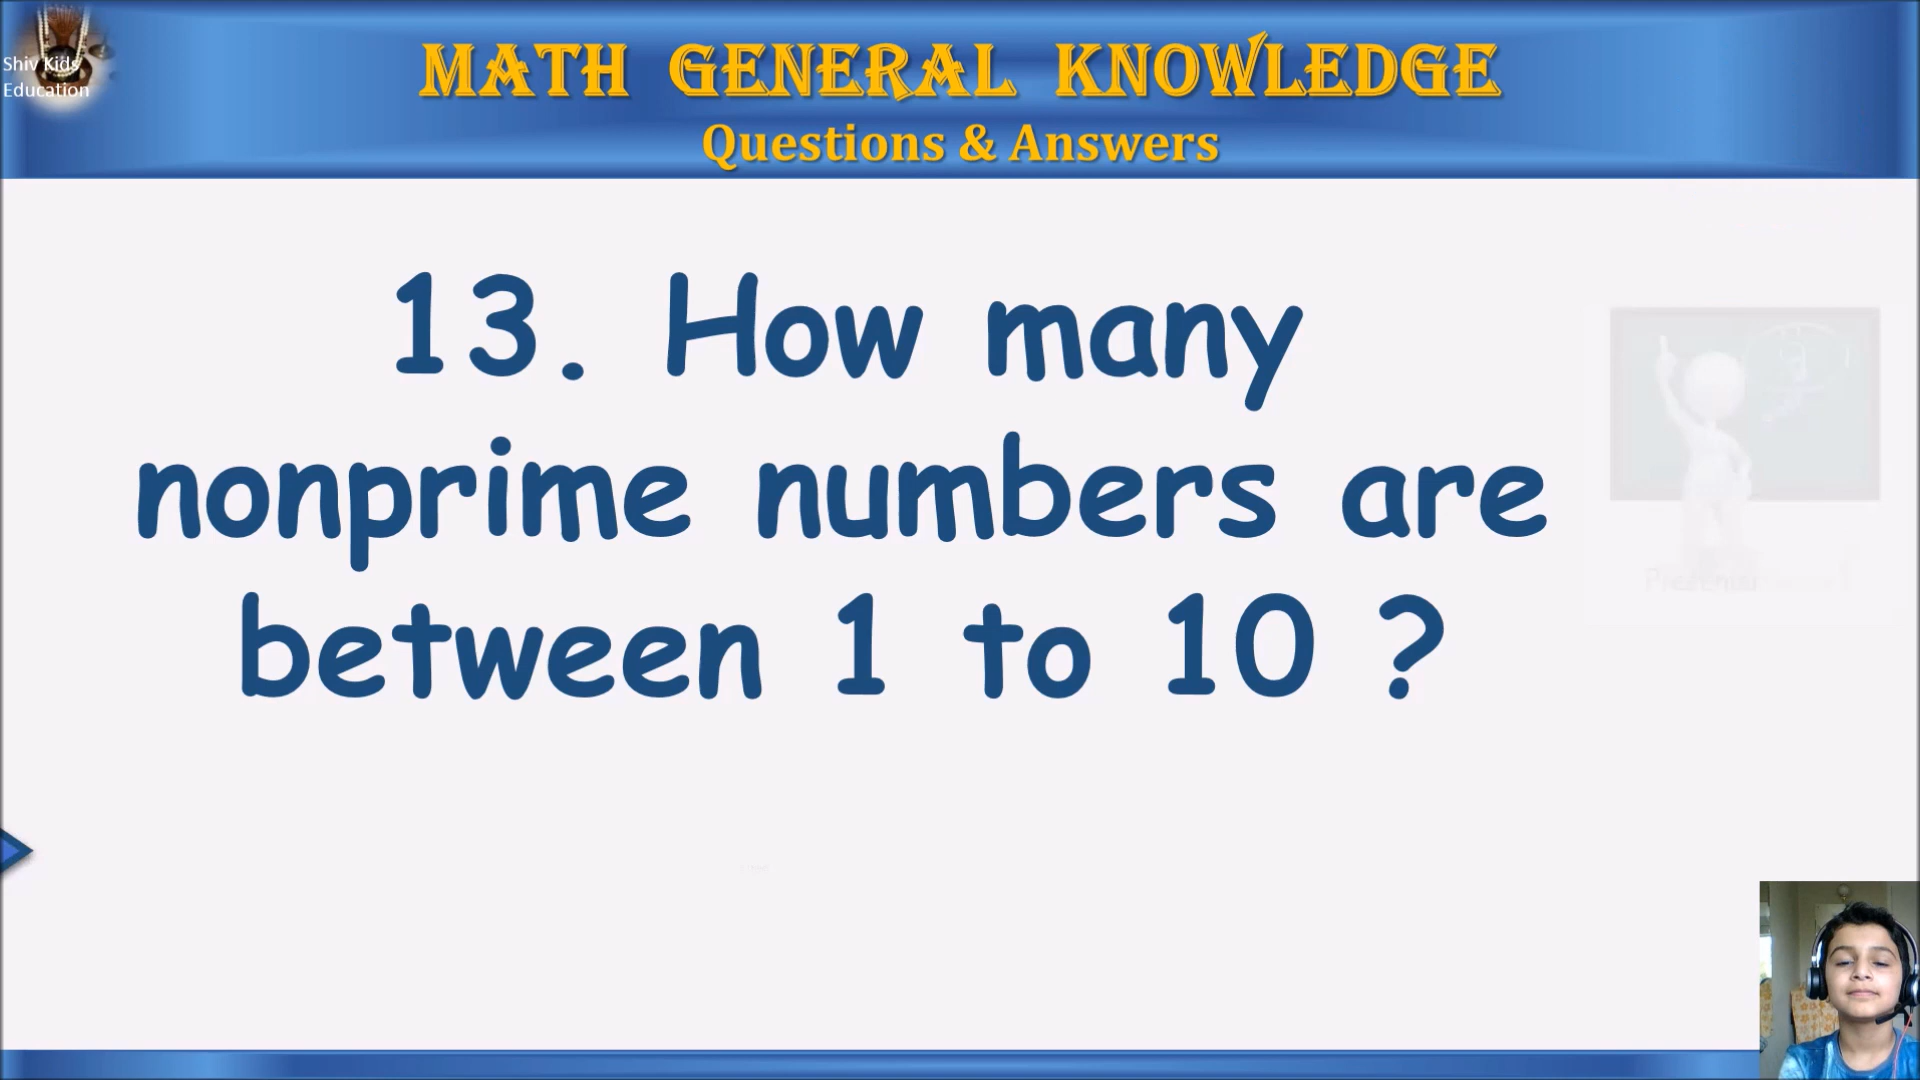 Shiv Kids
Education
MATH GENERAL KNOWLEDGE
Questions & Answers
13. How many
nonprime numbers are
between 1 to 10 ?